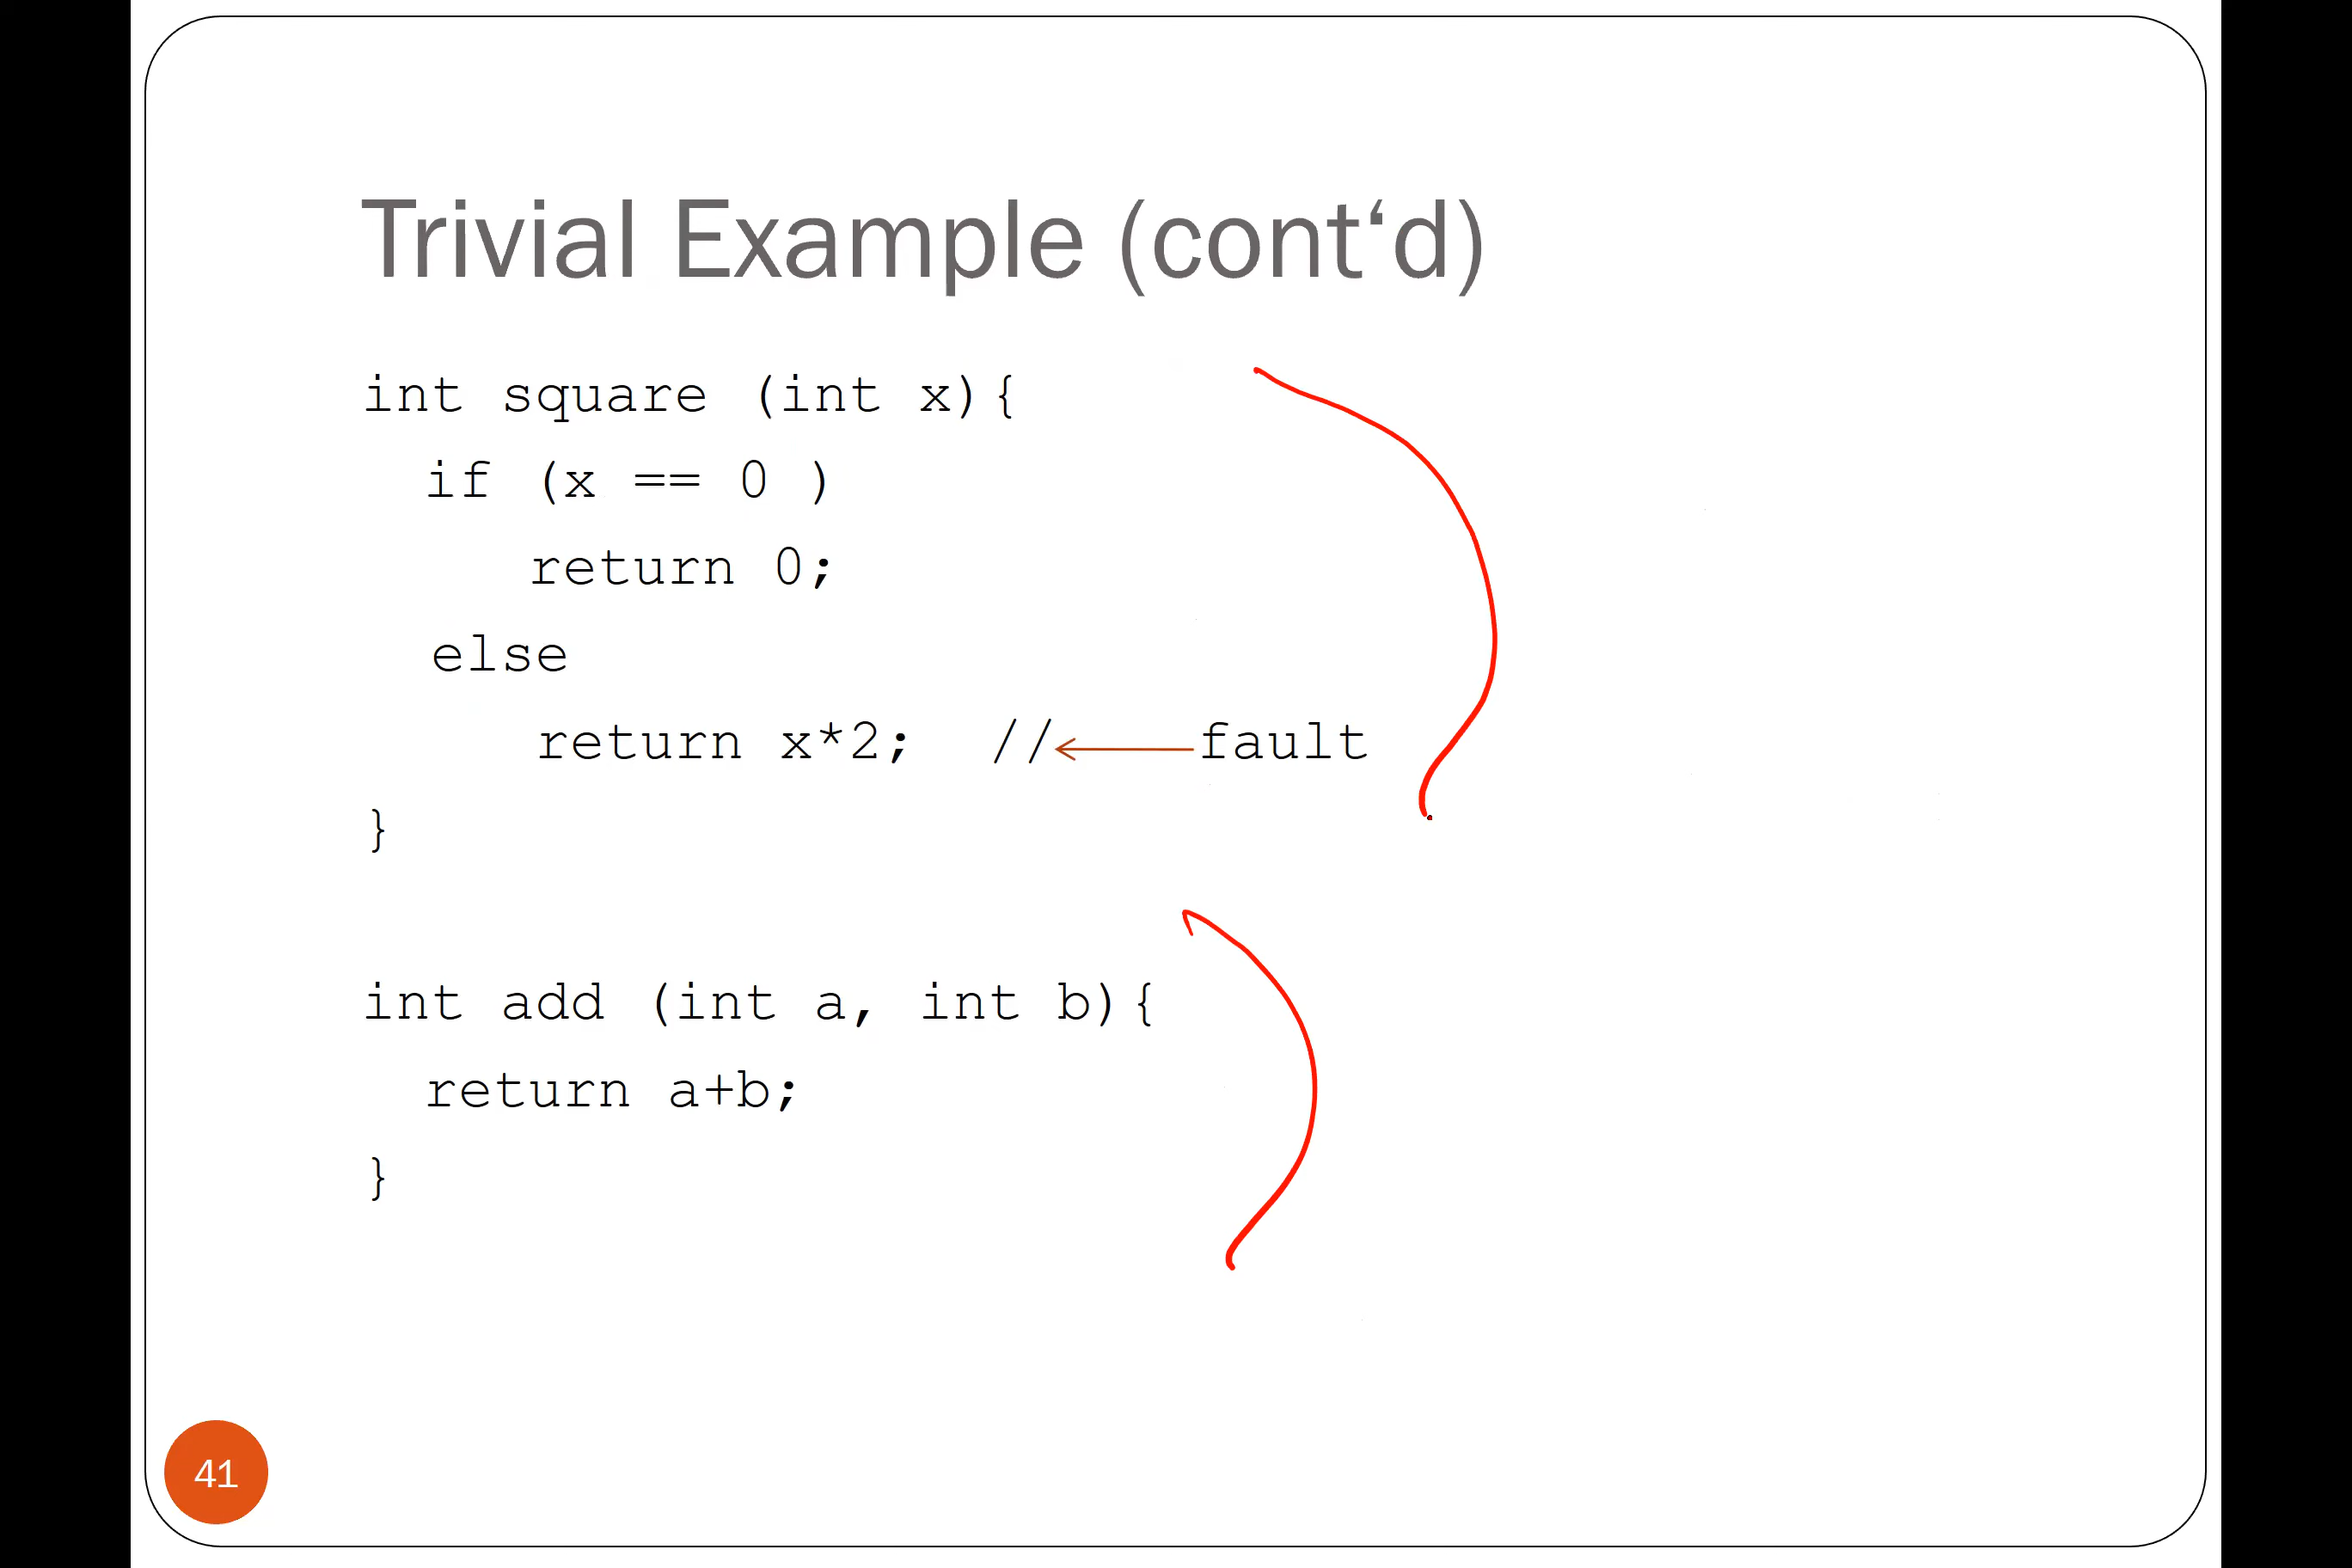 Trivial Example (cont‘d)
int square (int x){
if (x == 0 )
return 0;
else
return x*2; // fault
}
int add (int a, int b){
return a+b;
}
41